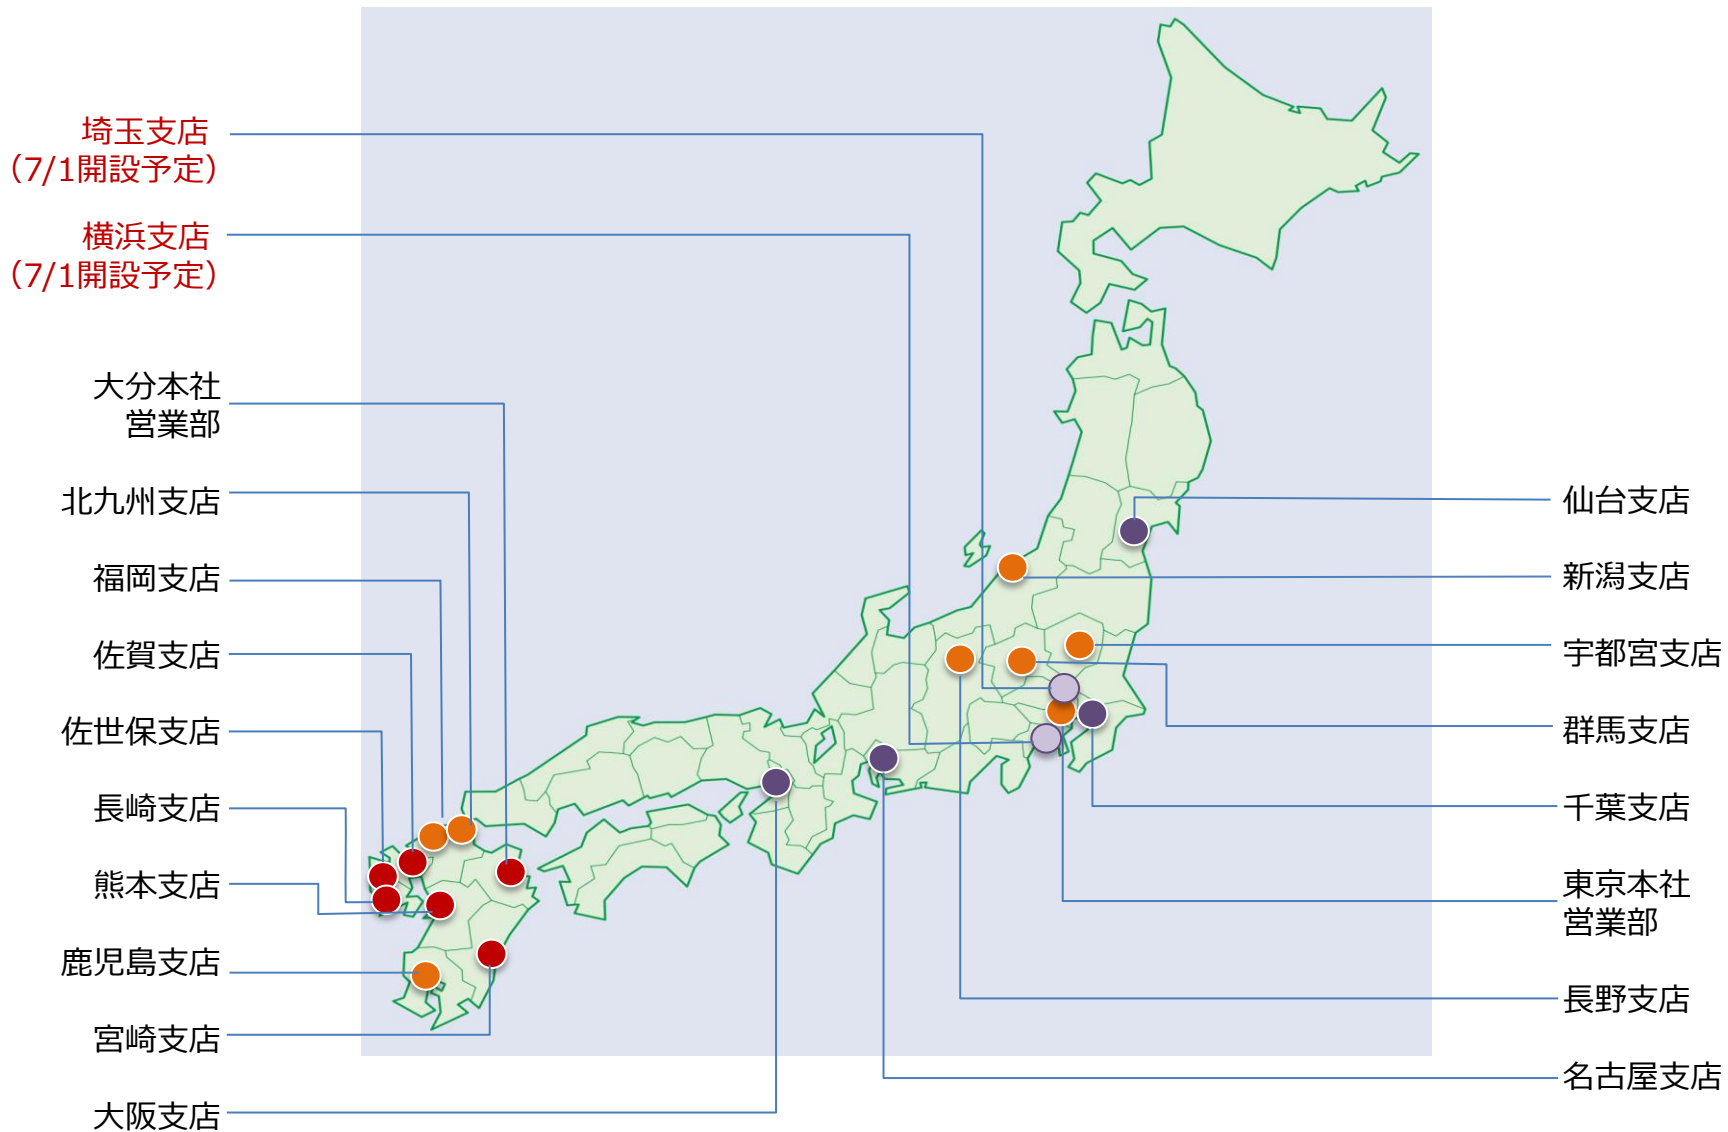 埼玉支店
（7/1開設予定）
横浜支店
（7/1開設予定）
大分本社
営業部
北九州支店
福岡支店
佐賀支店
佐世保支店
長崎支店
熊本支店
鹿児島支店
宮崎支店
大阪支店
仙台支店
新潟支店
宇都宮支店
群馬支店
千葉支店
東京本社
営業部
長野支店
名古屋支店